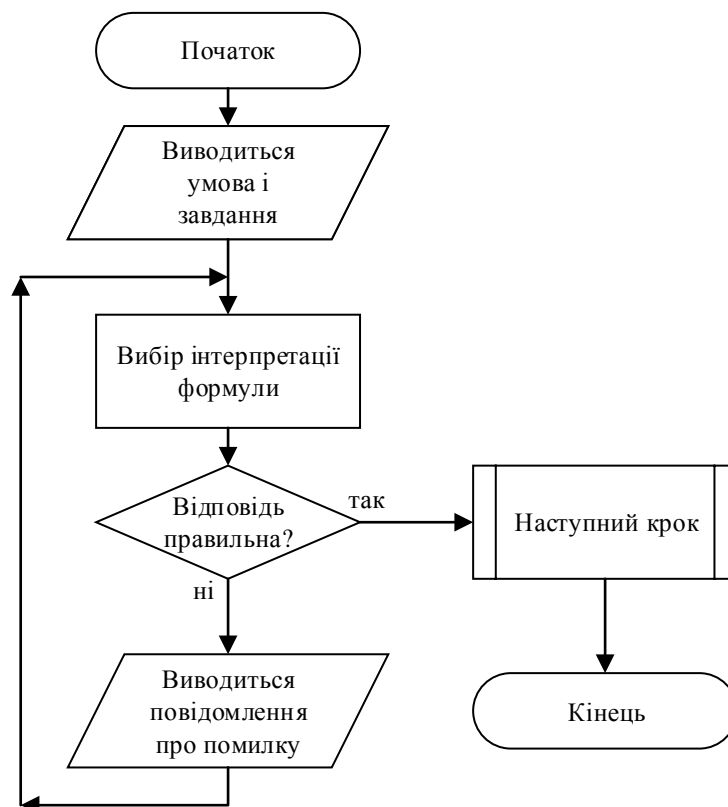 Початок
Виводиться
умова і
завдання
Вибір інтерпретації
формули
Відповідь
правильна?
так
Наступний крок
ні
Виводиться
повідомлення
про помилку
Кінець